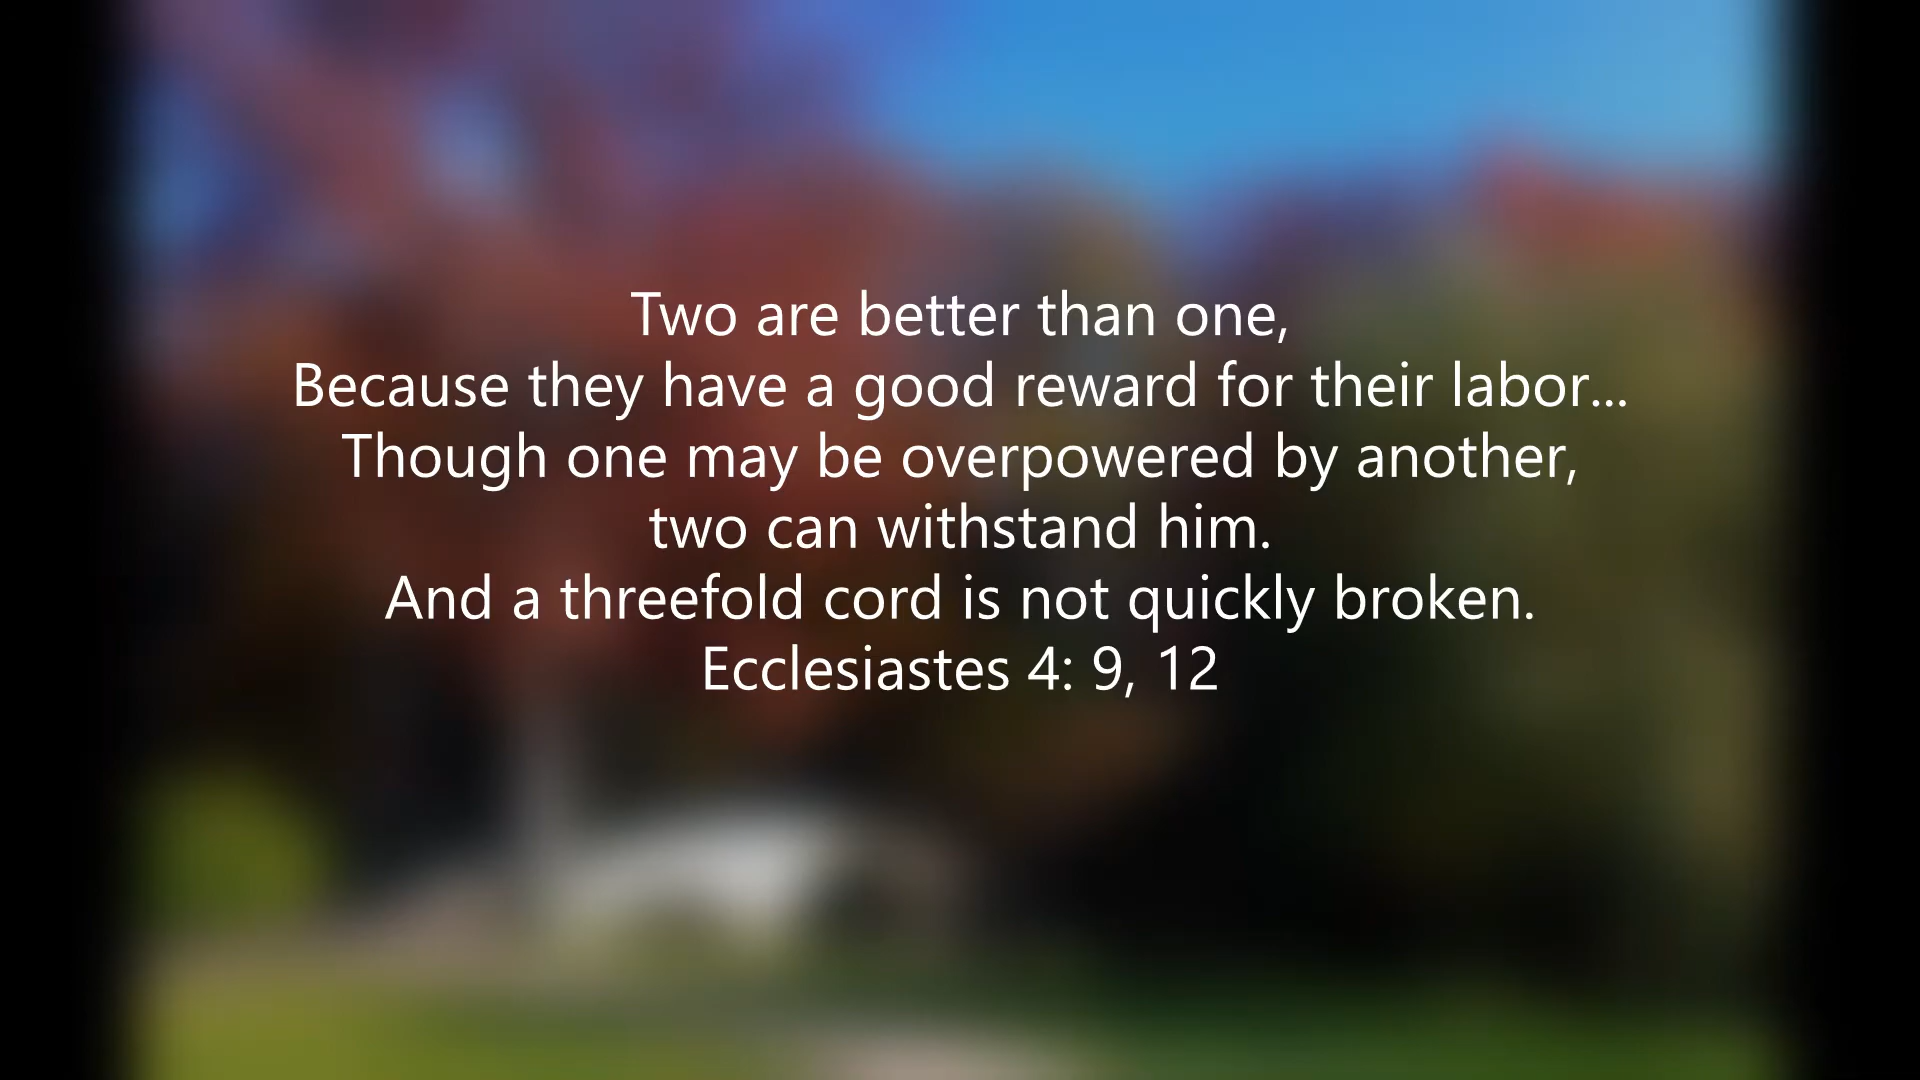 Two are better than one,
Because they have a good reward for their labor...
Though one may be overpowered by another,
two can withstand him.
And a threefold cord is not quickly broken.
Ecclesiastes 4: 9, 12